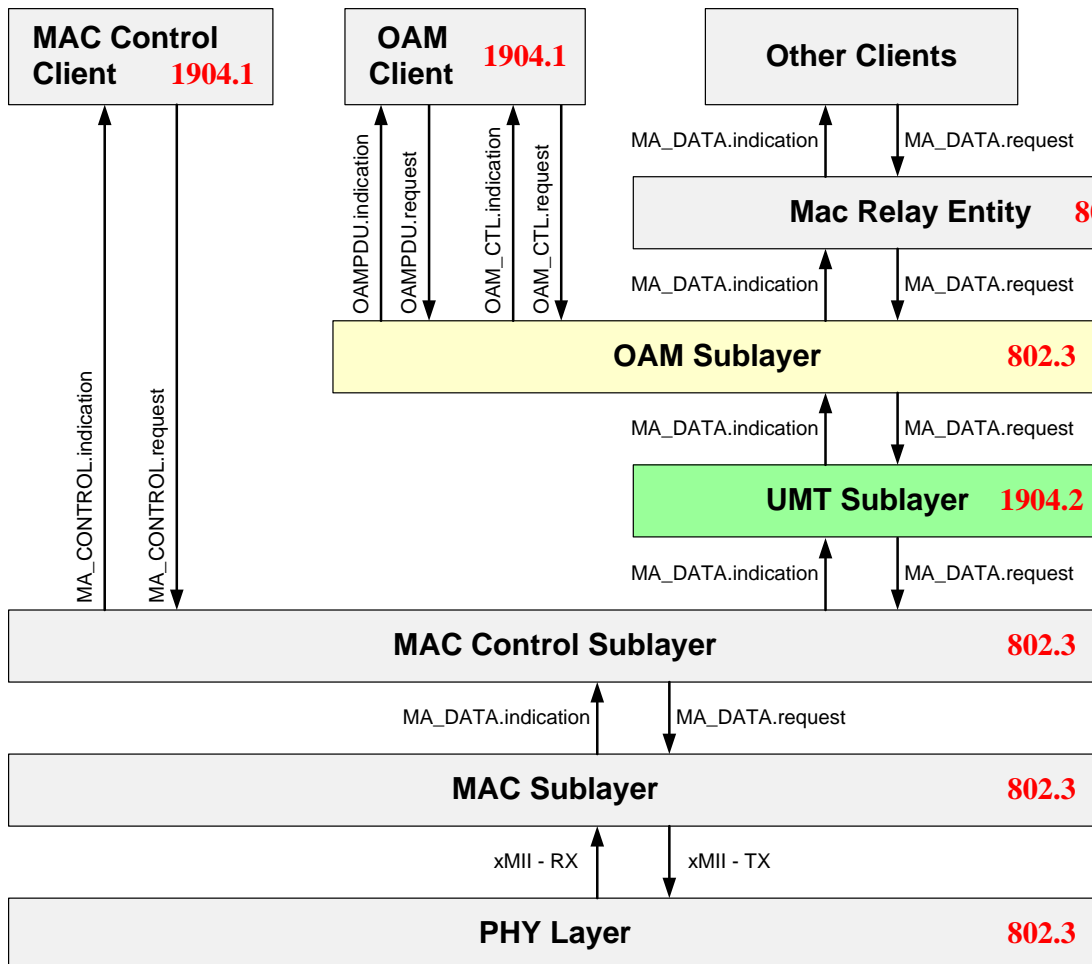 MAC Control
Client 1904.1
OAM
Client 1904.1
Other Clients
MA_DATA.indication
MA_DATA.request
MA_CONTROL.indication
MA_CONTROL.request
OAMPDU.indication
OAMPDU.request
OAM_CTL.indication
OAM_CTL.request
Mac Relay Entity
MA_DATA.indication
MA_DATA.request
OAM Sublayer 802.3
MA_DATA.indication
MA_DATA.request
UMT Sublayer 1904.2
MA_DATA.indication
MA_DATA.request
MAC Control Sublayer 802.3
MA_DATA.indication
MA_DATA.request
MAC Sublayer 802.3
xMII - RX
xMII - TX
PHY Layer 802.3